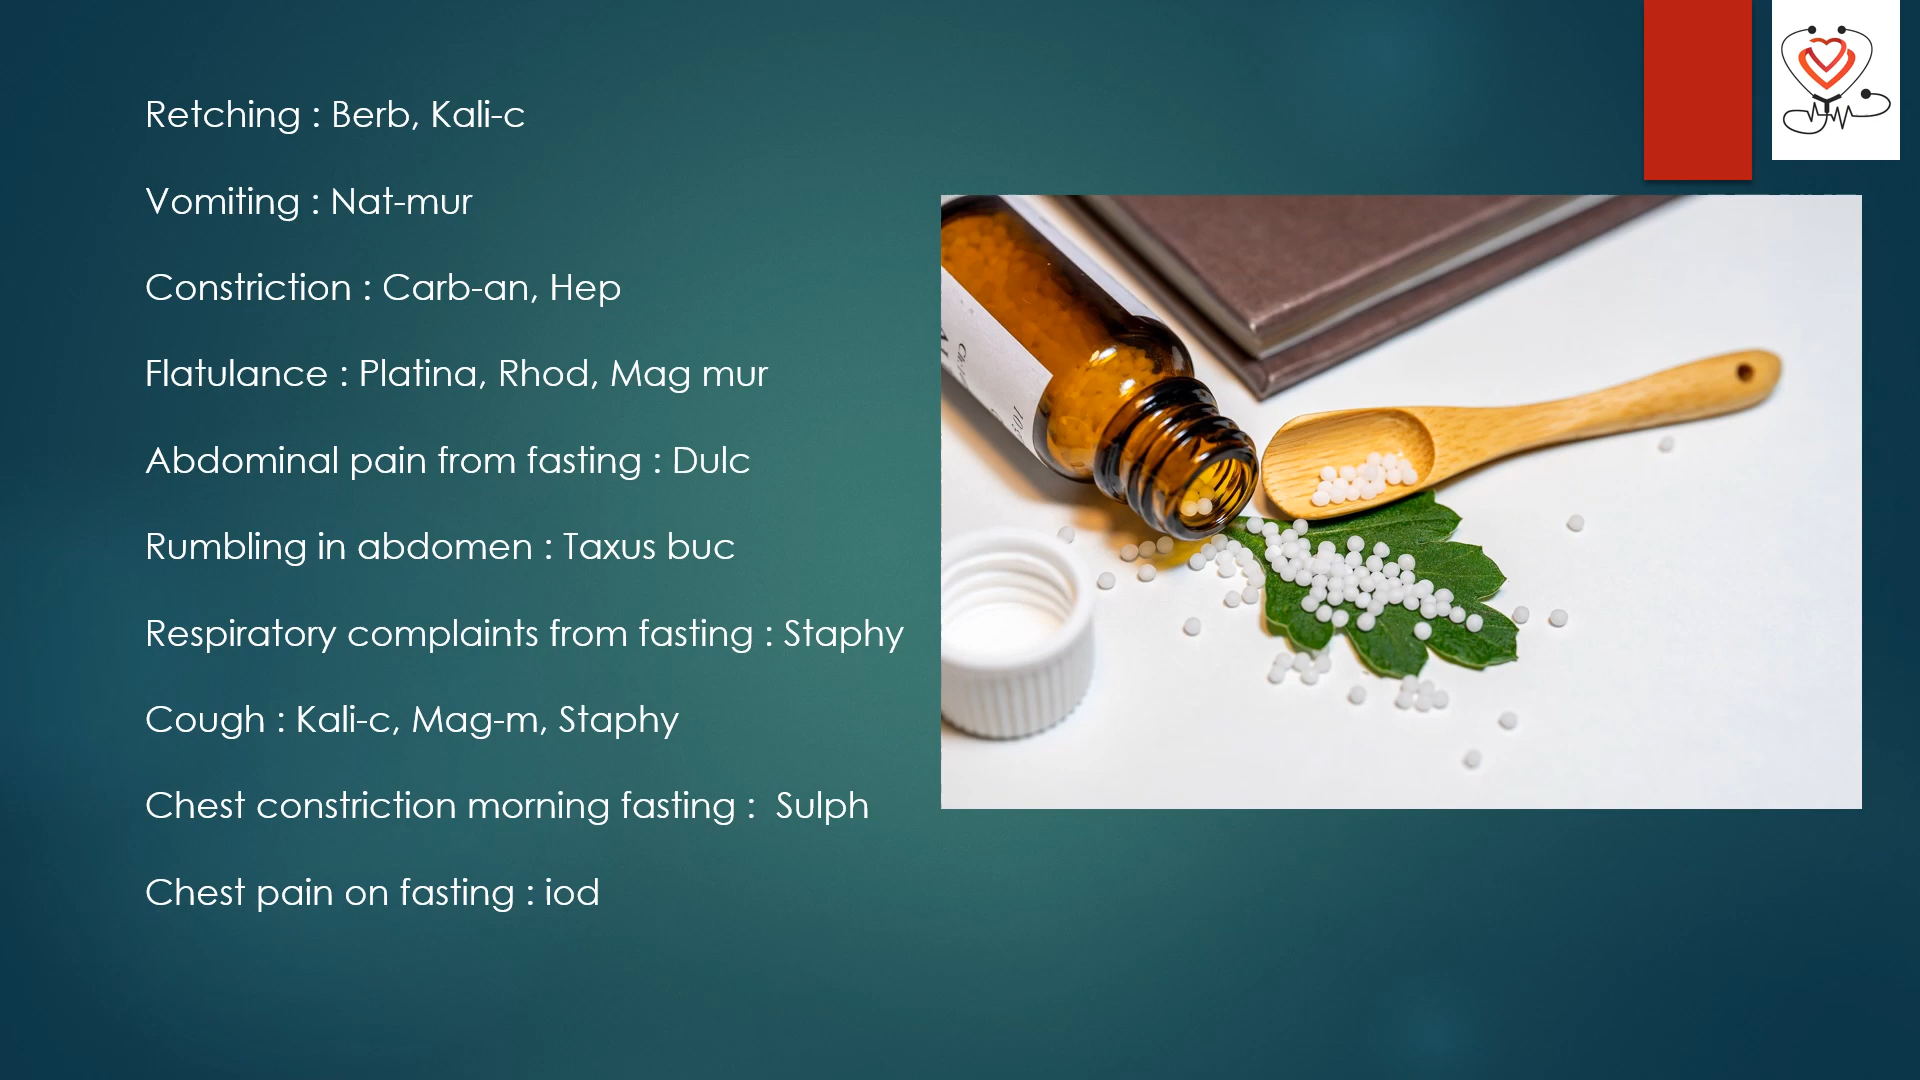 Retching : Berb, Kali-c
Vomiting : Nat-mur
Constriction : Carb-an, Hep
Flatulance : Platina, Rhod, Mag mur
Abdominal pain from fasting : Dulc
Rumbling in abdomen : Taxus buc
Respiratory complaints from fasting : Staphy
Cough : Kali-c, Mag-m, Staphy
Chest constriction morning fasting :  Sulph
Chest pain on fasting : iod